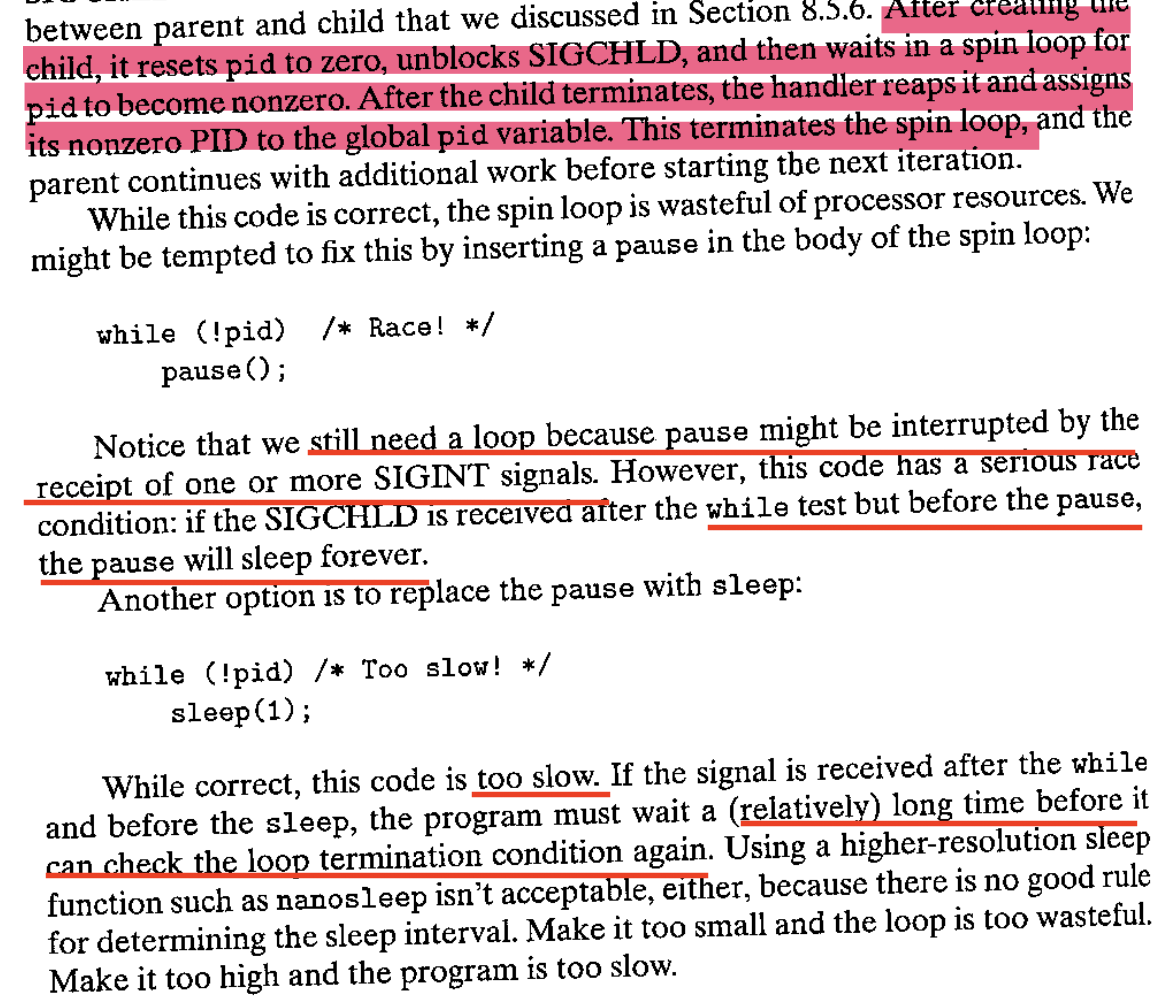 between parent and child that we discussed in Section 8.5.6. After creating the
child, it resets pid to zero, unblocks SIGCHLD, and then waits in a spin loop for
pid to become nonzero. After the child terminates, the handler reaps it and assigns
its nonzero PID to the global pid variable. This terminates the spin loop, and the
parent continues with additional work before starting the next iteration.
While this code is correct, the spin loop is wasteful of processor resources. We
might be tempted to fix this by inserting a pause in the body of the spin loop:
while (!pid) /* Race! */
pause();
Notice that we still need a loop because pause might be interrupted by the
receipt of one or more SIGINT signals. However, this code has a serious race
condition: if the SIGCHLD is received after the while test but before the pause,
the pause will sleep forever.
Another option is to replace the pause with sleep:
while (!pid) /* Too slow! */
sleep(1);
While correct, this code is too slow. If the signal is received after the while
and before the sleep, the program must wait a (relatively) long time before it
can check the loop termination condition again. Using a higher-resolution sleep
function such as nanosleep isn't acceptable, either, because there is no good rule
for determining the sleep interval. Make it too small and the loop is too wasteful.
Make it too high and the program is too slow.